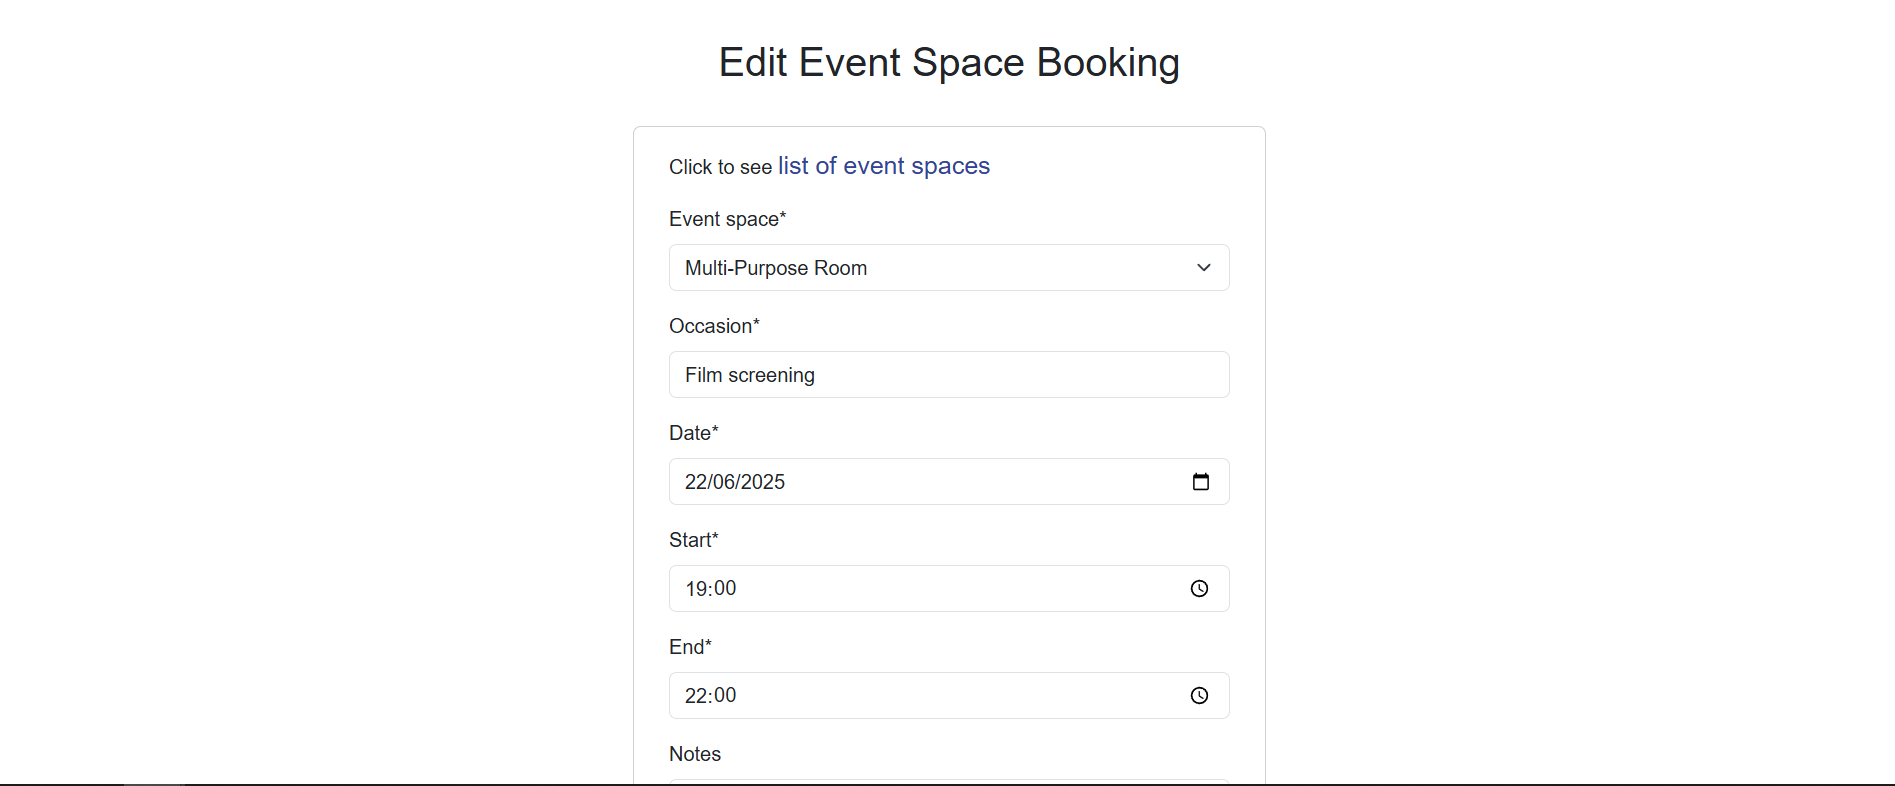 Edit Event Space Booking
Click to see list of event spaces
Event space*
Multi-Purpose Room
Occasion*
Film screening
Date*
22/06/2025
Start*
19:00
End*
22:00
Notes